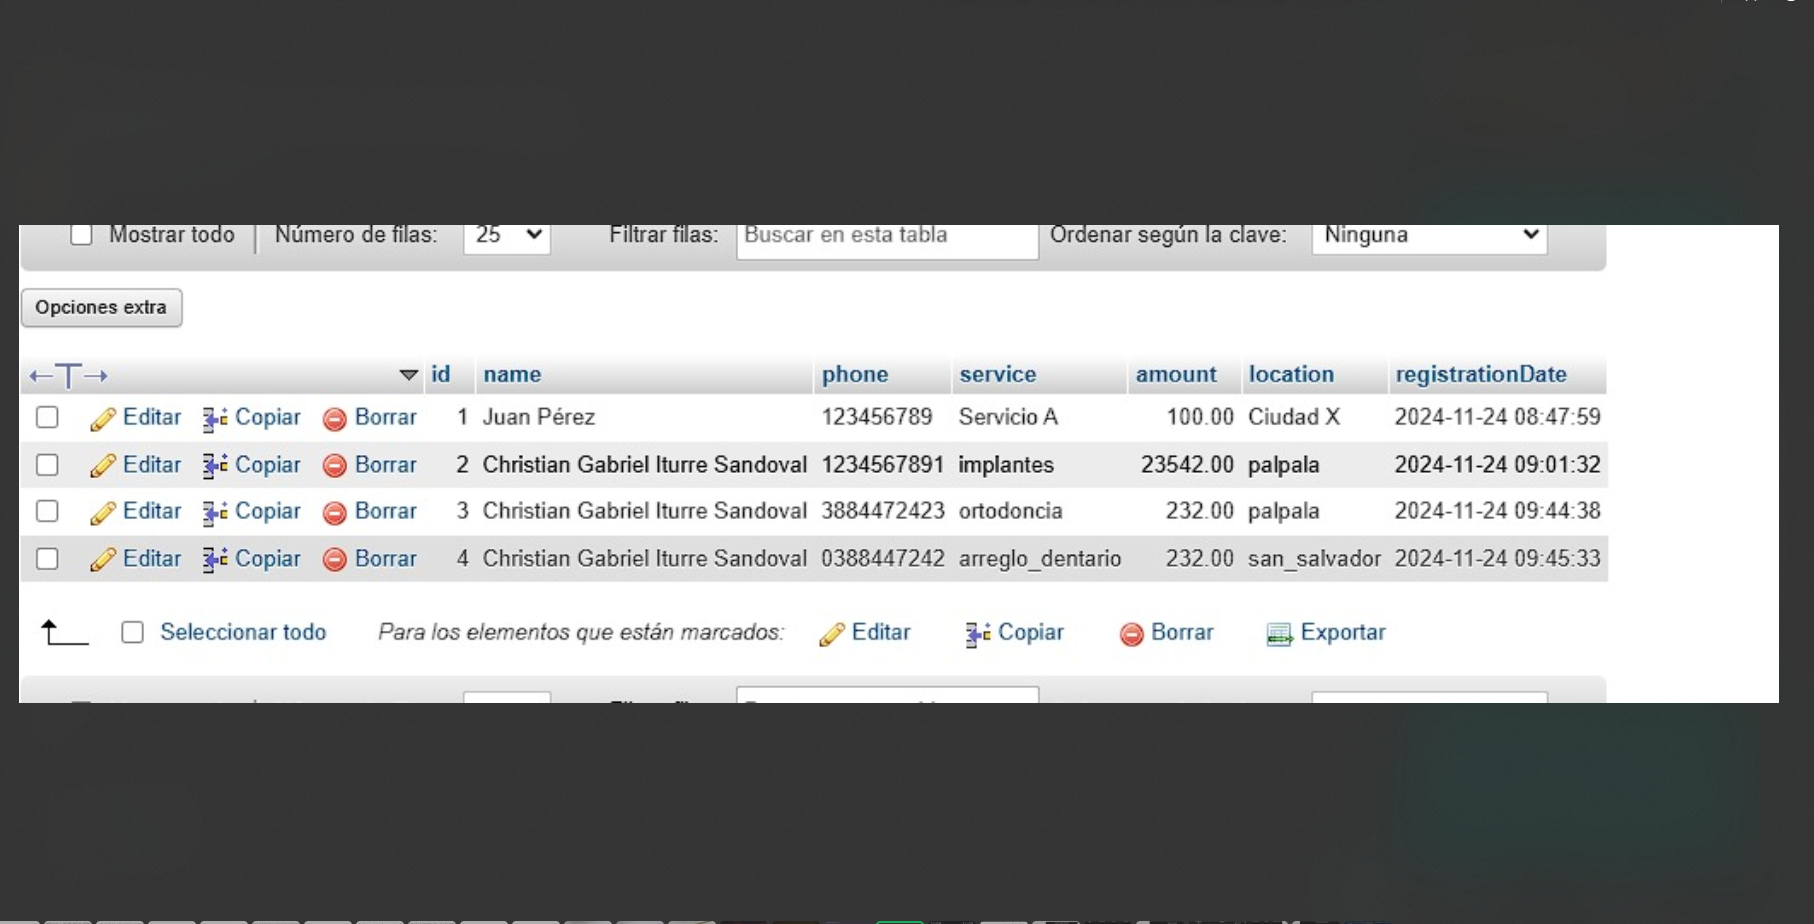 Mostrar todo Número de filas: 25 Filtrar filas: Buscar en esta tabla Ordenar según la clave: Ninguna
Opciones extra
←T→ id name phone service amount location registrationDate
Editar Copiar Borrar 1 Juan Pérez 123456789 Servicio A 100.00 Ciudad X 2024-11-24 08:47:59
Editar Copiar Borrar 2 Christian Gabriel Iturre Sandoval 1234567891 implantes 23542.00 palpala 2024-11-24 09:01:32
Editar Copiar Borrar 3 Christian Gabriel Iturre Sandoval 3884472423 ortodoncia 232.00 palpala 2024-11-24 09:44:38
Editar Copiar Borrar 4 Christian Gabriel Iturre Sandoval 0388447242 arreglo_dentario 232.00 san_salvador 2024-11-24 09:45:33
Seleccionar todo Para los elementos que están marcados: Editar Copiar Borrar Exportar